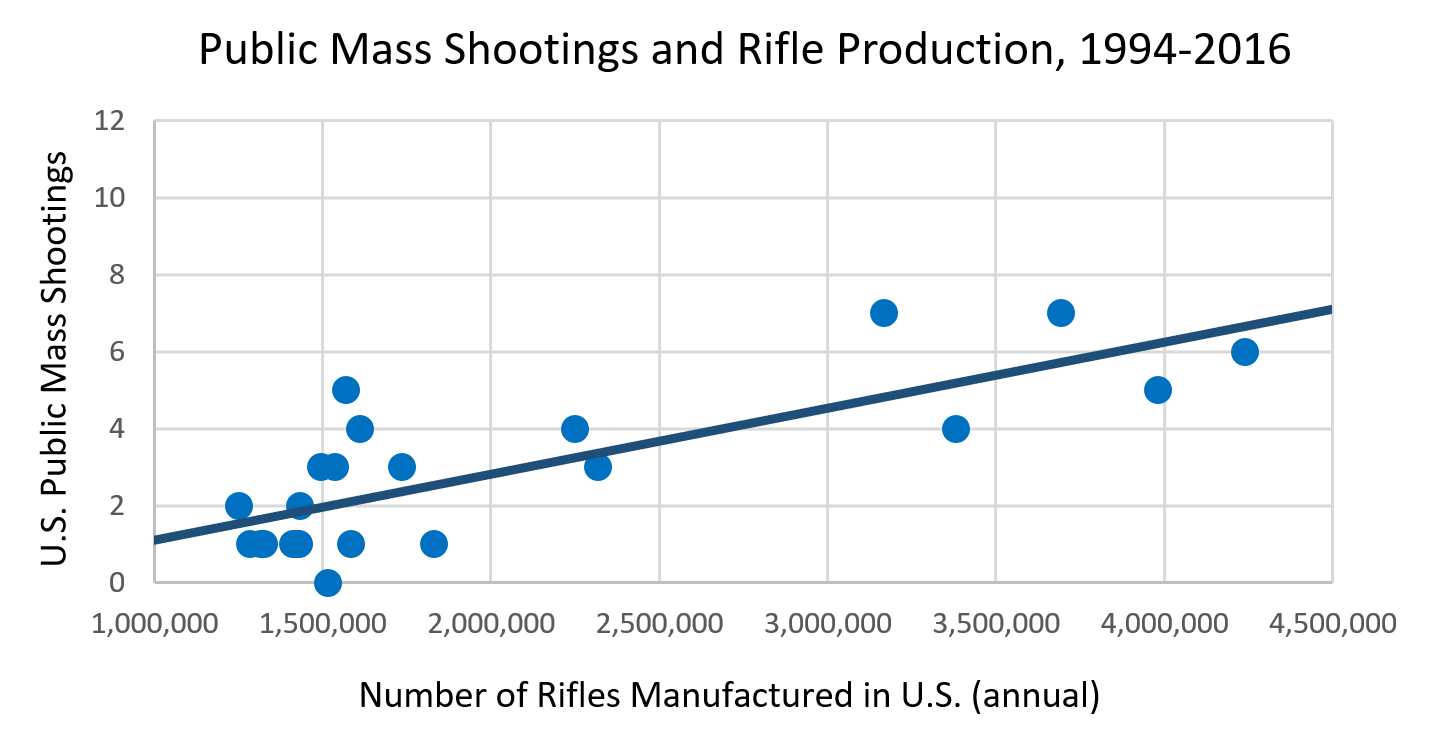 Public Mass Shootings and Rifle Production, 1994-2016
U.S. Public Mass Shootings
12
10
8
6
4
2
0
1,000,000 1,500,000 2,000,000 2,500,000 3,000,000 3,500,000 4,000,000 4,500,000
Number of Rifles Manufactured in U.S. (annual)